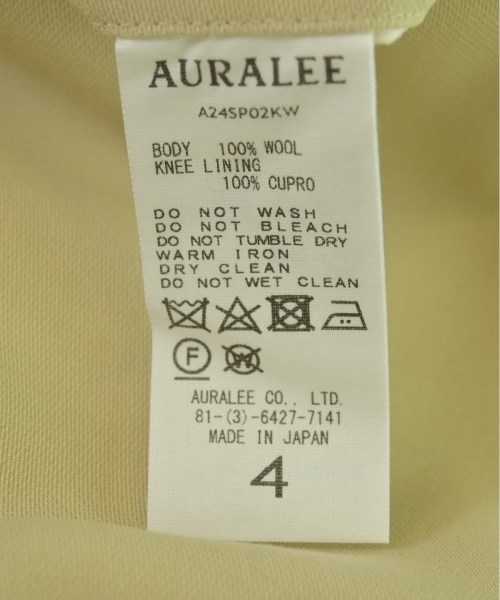 AURALEE
A24SP02KW
BODY 100% WOOL
KNEE LINING
100% CUPRO
DO NOT WASH
DO NOT BLEACH
DO NOT TUMBLE DRY
WARM IRON
DRY CLEAN
DO NOT WET CLEAN
F W
AURALEE CO., LTD.
81-(3)-6427-7141
MADE IN JAPAN
4